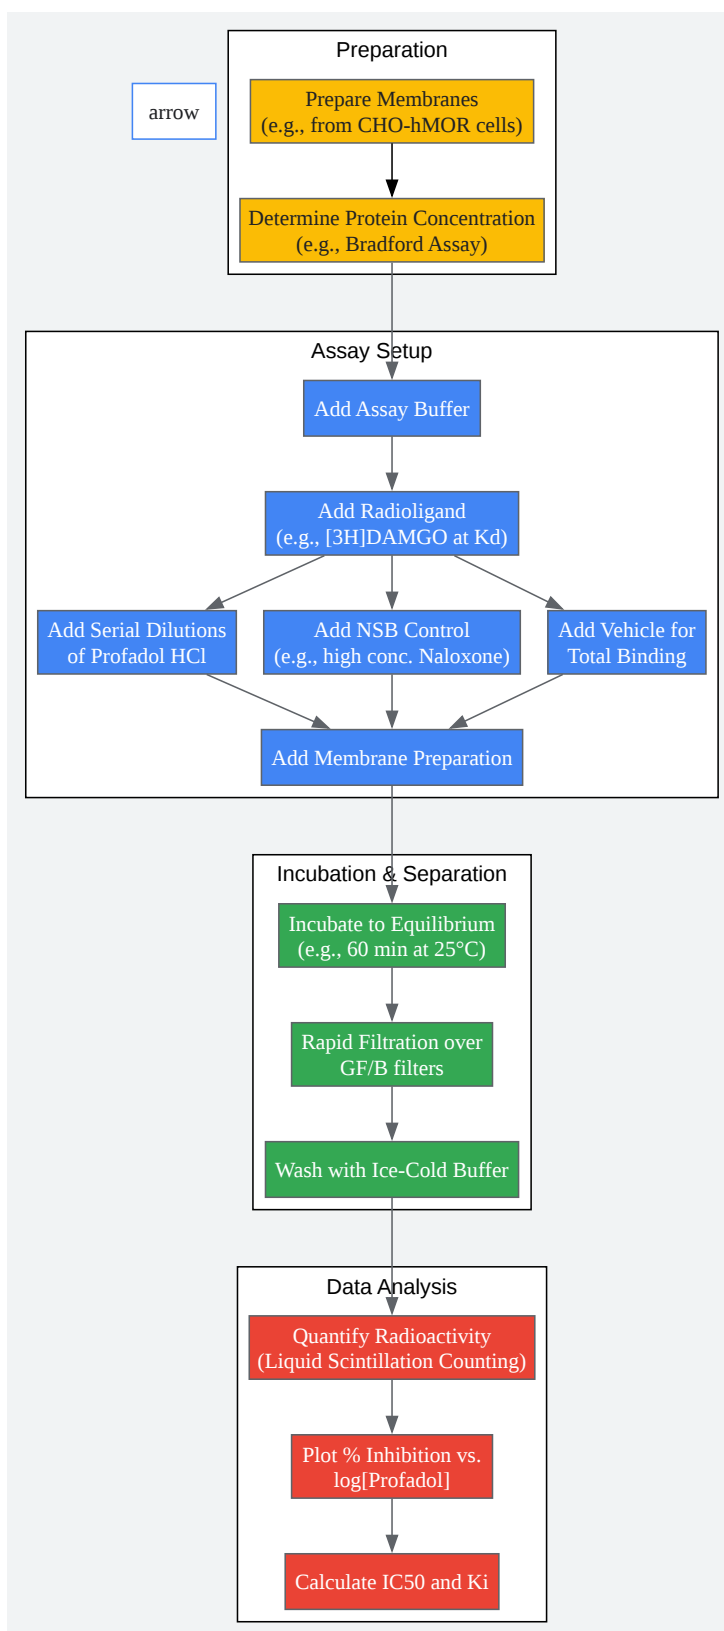 Preparation
arrow
Prepare Membranes
(e.g., from CHO-hMOR cells)
Determine Protein Concentration
(e.g., Bradford Assay)
Assay Setup
Add Assay Buffer
Add Radioligand
(e.g., [3H]DAMGO at Kd)
Add Serial Dilutions
of Profadol HCl
Add NSB Control
(e.g., high conc. Naloxone)
Add Vehicle for
Total Binding
Add Membrane Preparation
Incubation & Separation
Incubate to Equilibrium
(e.g., 60 min at 25°C)
Rapid Filtration over
GF/B filters
Wash with Ice-Cold Buffer
Data Analysis
Quantify Radioactivity
(Liquid Scintillation Counting)
Plot % Inhibition vs.
log[Profadol]
Calculate IC50 and Ki